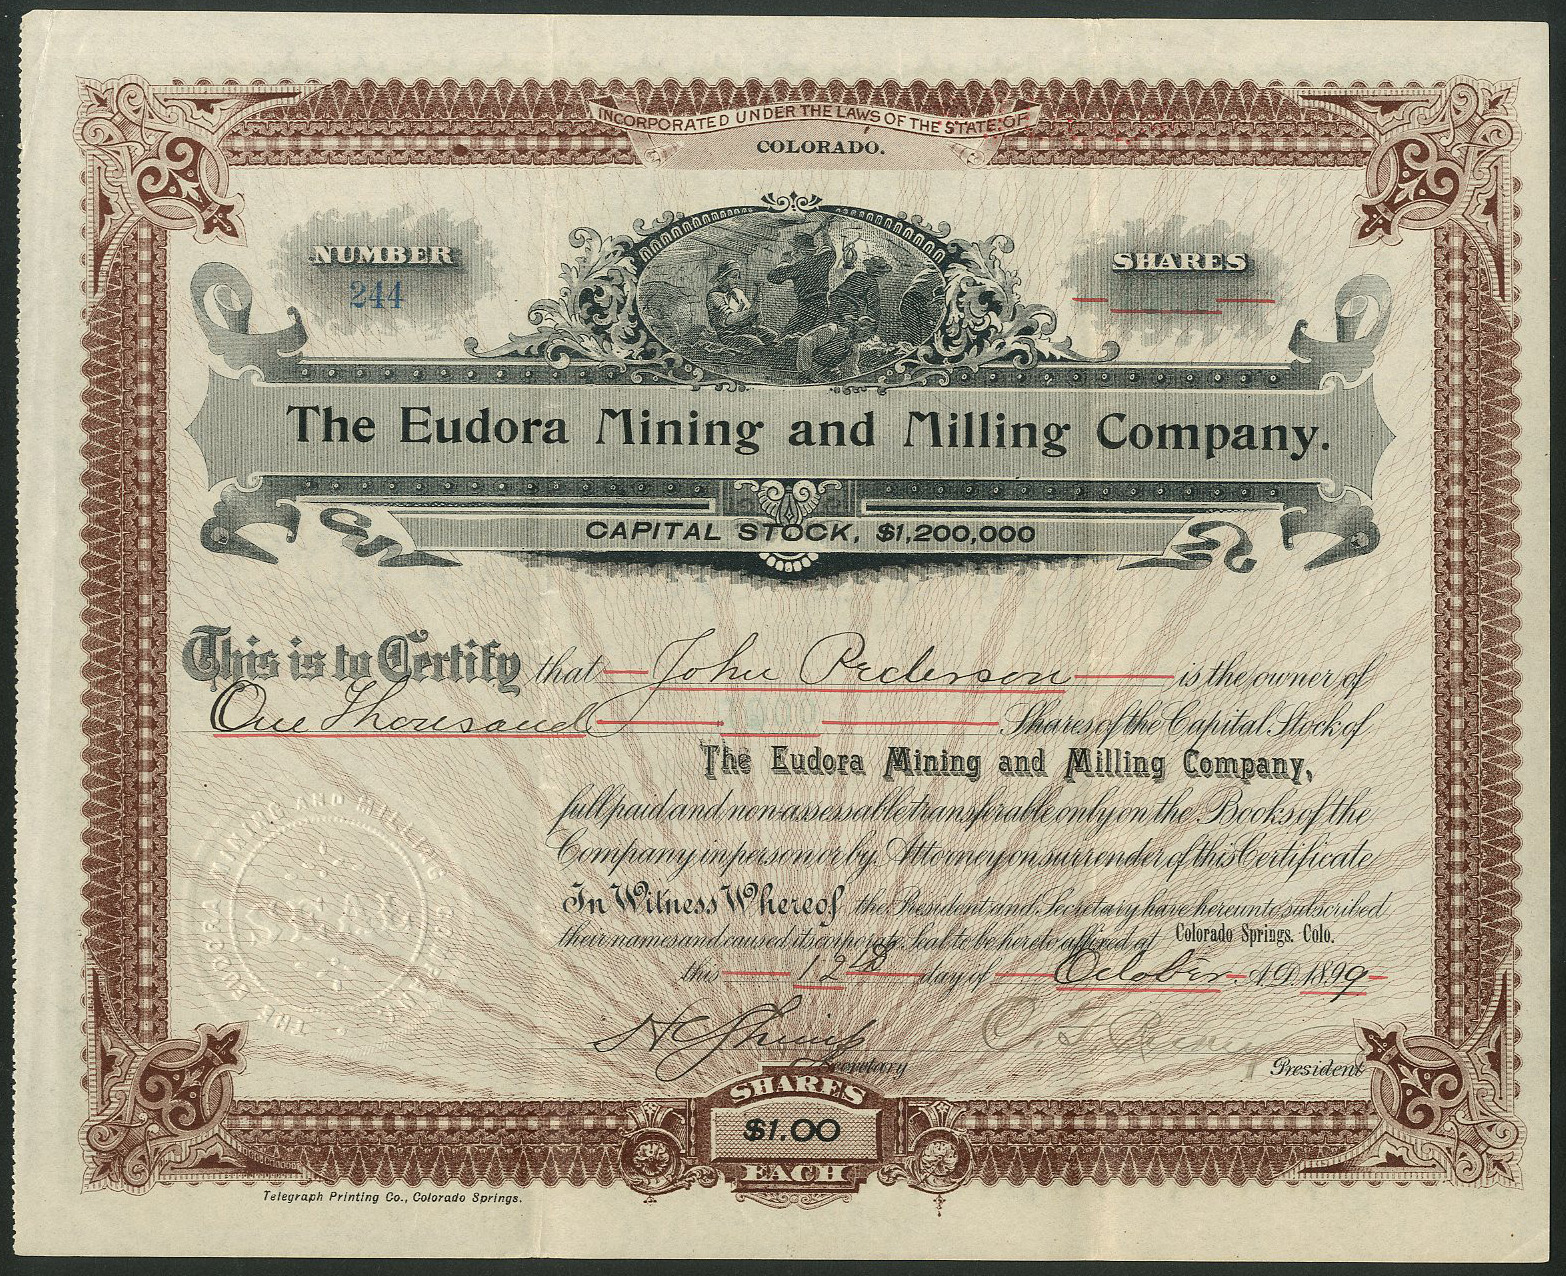 INCORPORATED UNDER THE LAWS OF THE STATE OF
COLORADO.
NUMBER
244
SHARES
The Eudora Mining and Milling Company.
CAPITAL STOCK, $1,200,000
This is to Certify that John Pederson is the owner of
One Thousand 1000 Shares of the Capital Stock of
The Eudora Mining and Milling Company,
full paid and non-assessable transferable only on the Books of the
Company in person or by Attorney on surrender of this Certificate
In Witness Whereof, the President and Secretary have hereunto subscribed
their names and caused its corporate Seal to be hereto affixed at Colorado Springs, Colo.
this 12th day of October A.D. 1899
Secretary
President
THE EUDORA MINING AND MILLING COMPANY
SEAL
SHARES
$1.00
EACH
Telegraph Printing Co., Colorado Springs.